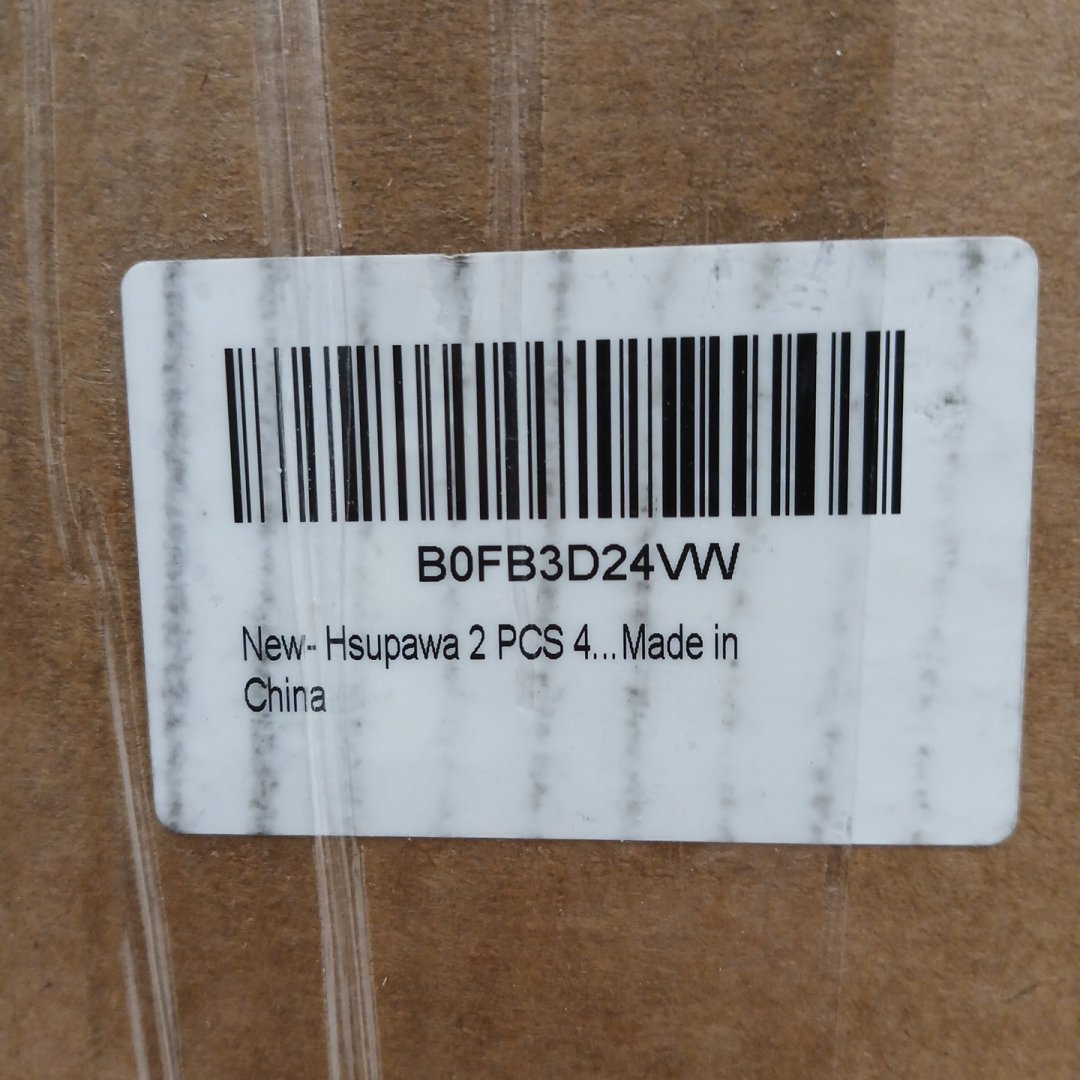 B0FB3D24VW
New- Hsupawa 2 PCS 4...Made in
China